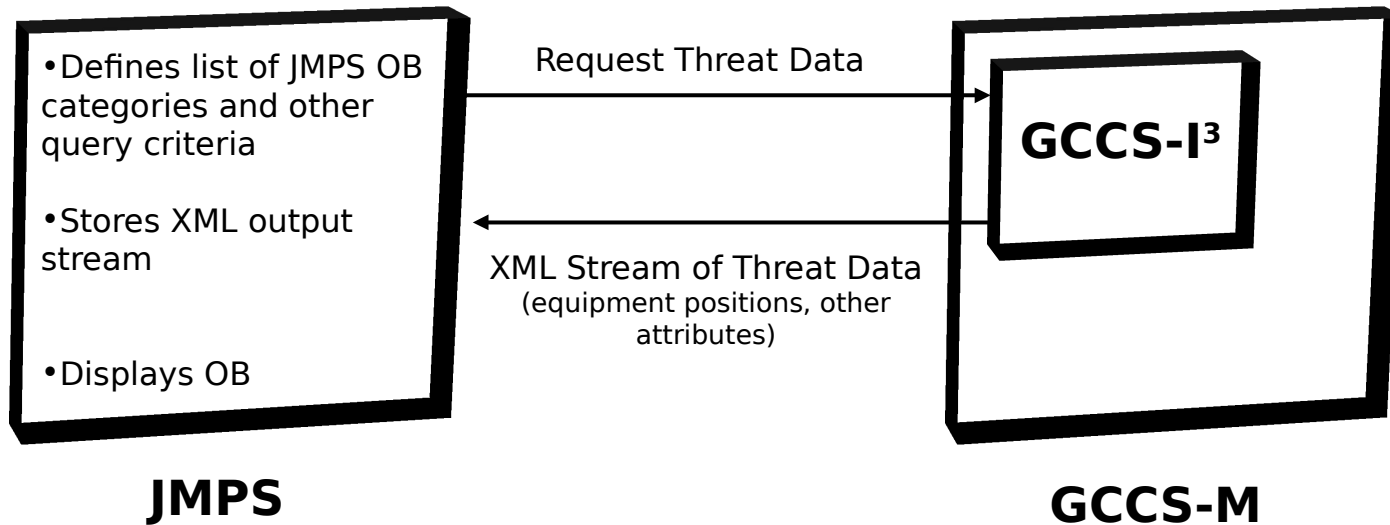 •Defines list of JMPS OB
categories and other
query criteria
•Stores XML output
stream
•Displays OB
JMPS
Request Threat Data
XML Stream of Threat Data
(equipment positions, other
attributes)
GCCS-I³
GCCS-M